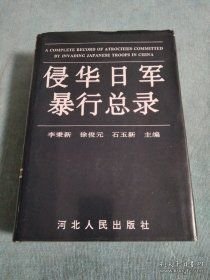 A COMPLETE RECORD OF ATROCITIES COMMITTED
BY INVADING JAPANESE TROOPS IN CHINA
侵华日军
暴行总录
李秉新 徐俊元 石玉新 主编
河北人民出版社